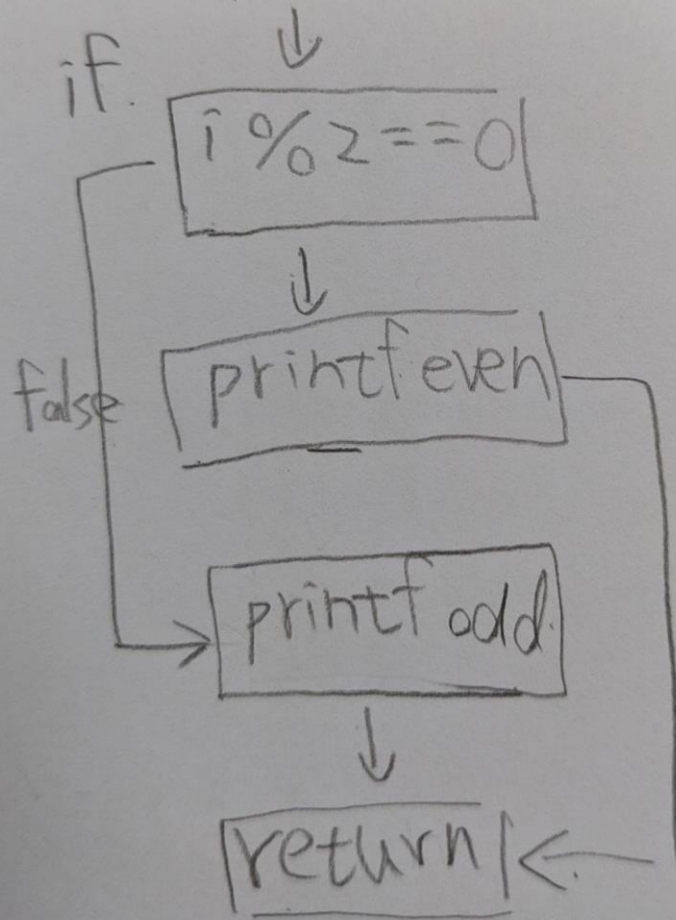 if.
i%2==0
printf even
false
printf odd.
return